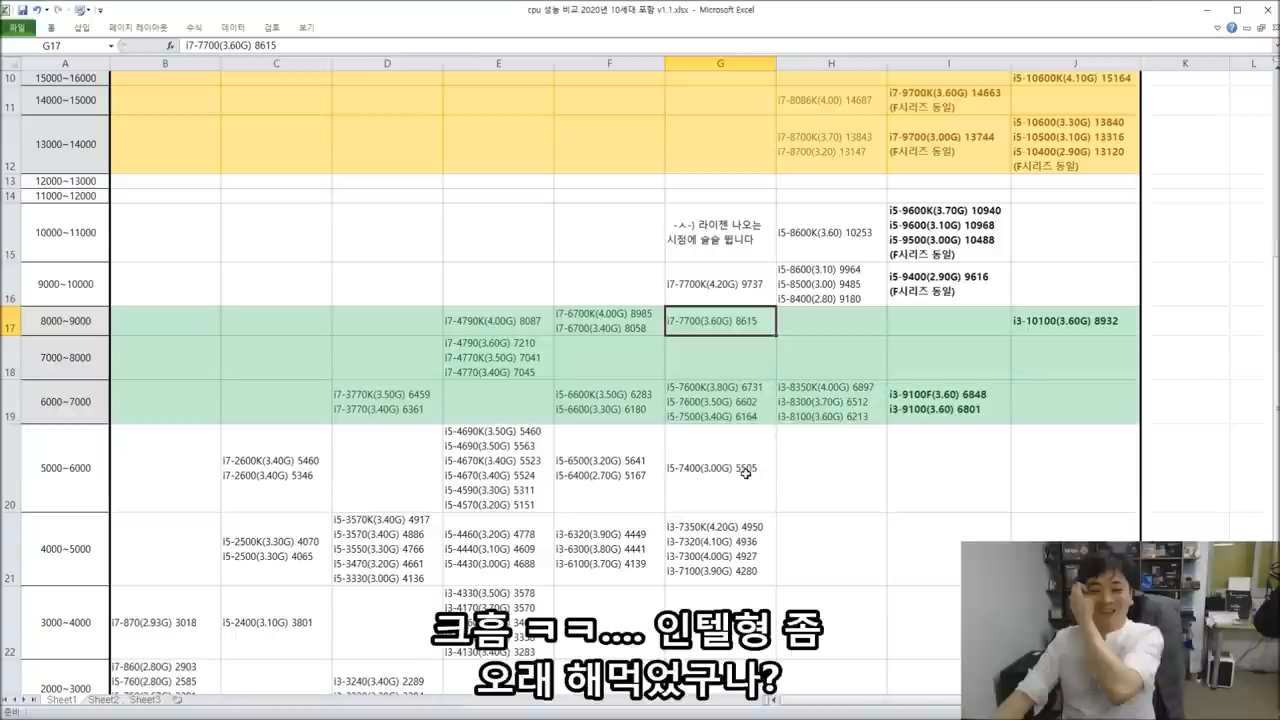 cpu 성능 비교 2020년 10세대 포함 v1.1.xlsx - Microsoft Excel
파일 홈 삽입 페이지 레이아웃 수식 데이터 검토 보기
G17 fx i7-7700(3.60G) 8615
A B C D E F G H I J K L
10 15000~16000 i5-10600K(4.10G) 15164
11 14000~15000 i7-8086K(4.00) 14687 i7-9700K(3.60G) 14663
(F시리즈 동일)
12 13000~14000 i7-8700K(3.70) 13843
i7-8700(3.20) 13147
i7-9700(3.00G) 13744
(F시리즈 동일)
i5-10600(3.30G) 13840
i5-10500(3.10G) 13316
i5-10400(2.90G) 13120
(F시리즈 동일)
13 12000~13000
14 11000~12000
15 10000~11000
-ㅅ-) 라이젠 나오는
시점에 슬슬 뜁니다
i5-8600K(3.60) 10253
i5-9600K(3.70G) 10940
i5-9600(3.10G) 10968
i5-9500(3.00G) 10488
(F시리즈 동일)
16 9000~10000 i7-7700K(4.20G) 9737
i5-8600(3.10) 9964
i5-8500(3.00) 9485
i5-8400(2.80) 9180
i5-9400(2.90G) 9616
(F시리즈 동일)
17 8000~9000 i7-4790K(4.00G) 8087
i7-6700K(4.00G) 8985
i7-6700(3.40G) 8058
i7-7700(3.60G) 8615
i3-10100(3.60G) 8932
18 7000~8000
i7-4790(3.60G) 7210
i7-4770K(3.50G) 7041
i7-4770(3.40G) 7045
19 6000~7000
i7-3770K(3.50G) 6459
i7-3770(3.40G) 6361
i5-6600K(3.50G) 6283
i5-6600(3.30G) 6180
i5-7600K(3.80G) 6731
i5-7600(3.50G) 6602
i5-7500(3.40G) 6164
i3-8350K(4.00G) 6897
i3-8300(3.70G) 6512
i3-8100(3.60G) 6213
i3-9100F(3.60) 6848
i3-9100(3.60) 6801
20 5000~6000
i7-2600K(3.40G) 5460
i7-2600(3.40G) 5346
i5-4690K(3.50G) 5460
i5-4690(3.50G) 5563
i5-4670K(3.40G) 5523
i5-4670(3.40G) 5524
i5-4590(3.30G) 5311
i5-4570(3.20G) 5151
i5-6500(3.20G) 5641
i5-6400(2.70G) 5167
i5-7400(3.00G)
21 4000~5000
i5-2500K(3.30G) 4070
i5-2500(3.30G) 4065
i5-3570K(3.40G) 4917
i5-3570(3.40G) 4886
i5-3550(3.30G) 4766
i5-3470(3.20G) 4661
i5-3330(3.00G) 4136
i5-4460(3.20G) 4778
i5-4440(3.10G) 4609
i5-4430(3.00G) 4688
i3-6320(3.90G) 4449
i3-6300(3.80G) 4441
i3-6100(3.70G) 4139
i3-7350K(4.20G) 4950
i3-7320(4.10G) 4936
i3-7300(4.00G) 4927
i3-7100(3.90G) 4280
22 3000~4000 i7-870(2.93G) 3018 i5-2400(3.10G) 3801
i3-4330(3.50G) 3578
i3-4170(3.70G) 3570
i3-4130(3.40G) 3283
2000~3000
i7-860(2.80G) 2903
i5-760(2.80G) 2585
i3-3240(3.40G) 2289
크흠 ㅋㅋ.... 인텔형 좀
오래 해먹었구나?
Sheet1 Sheet2 Sheet3
준비